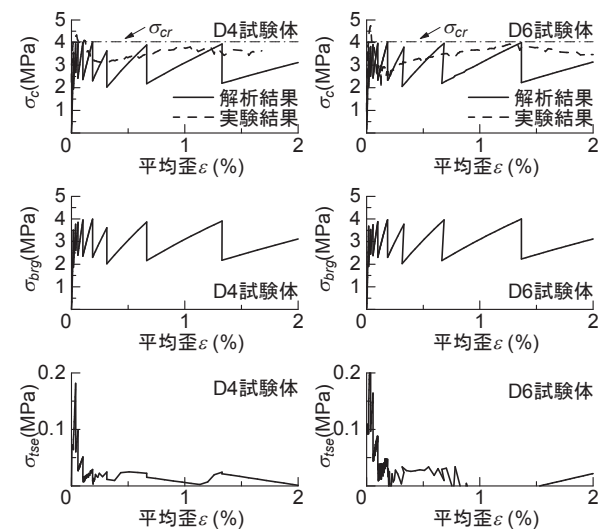 σcr D4試験体
5
4
3
2
1
0 1 2
σc(MPa)
解析結果
実験結果
平均歪ε (%)
σcr D6試験体
5
4
3
2
1
0 1 2
σc(MPa)
解析結果
実験結果
平均歪ε (%)
D4試験体
5
4
3
2
1
0 1 2
σbrg(MPa)
平均歪ε (%)
D6試験体
5
4
3
2
1
0 1 2
σbrg(MPa)
平均歪ε (%)
D4試験体
0.2
0.1
0 1 2
σtse(MPa)
平均歪ε (%)
D6試験体
0.2
0.1
0 1 2
σtse(MPa)
平均歪ε (%)